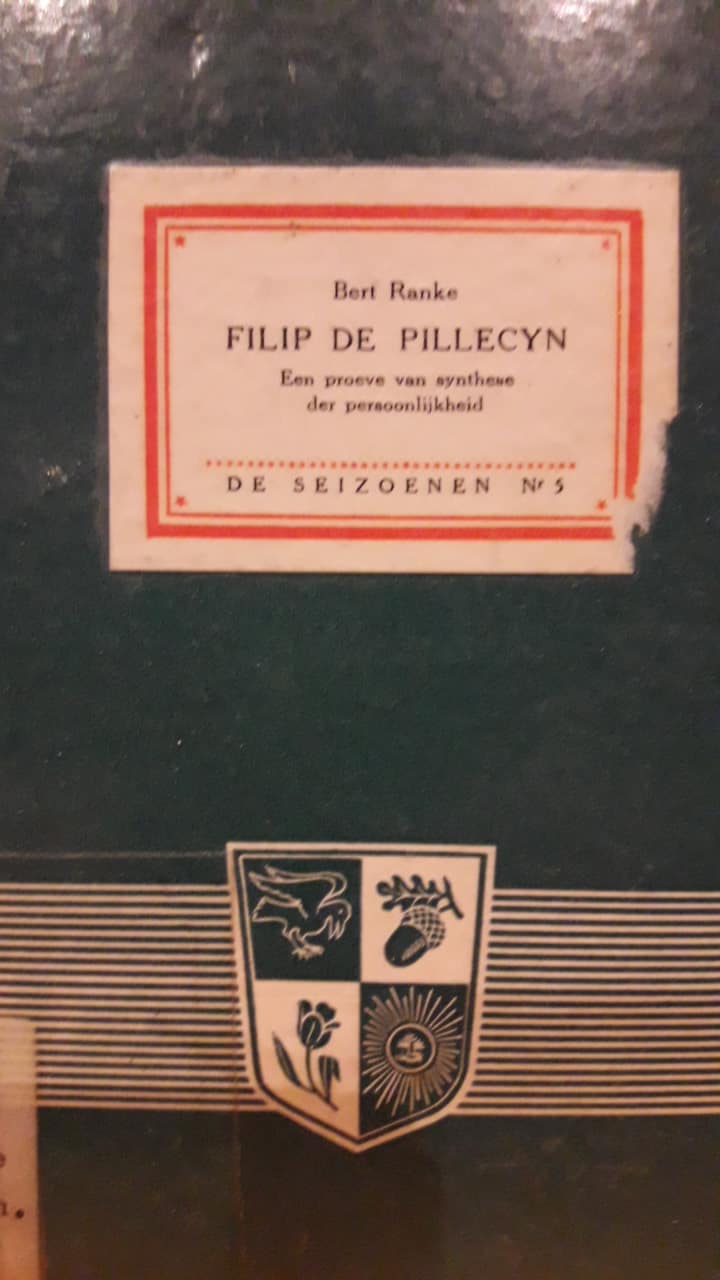 Bert Ranke
FILIP DE PILLECYN
Een proeve van synthese
der persoonlijkheid
DE SEIZOENEN Nr 5